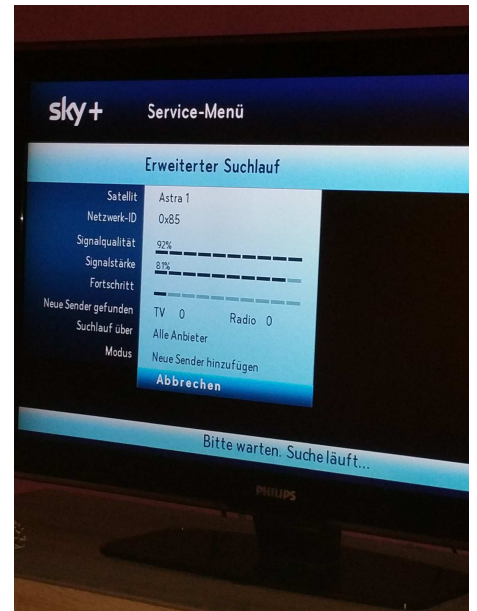 sky+ Service-Menü
Erweiterter Suchlauf
Satellit Astra 1
Netzwerk-ID 0x85
Signalqualität 92%
Signalstärke 81%
Fortschritt
Neue Sender gefunden TV 0 Radio 0
Suchlauf über Alle Anbieter
Modus Neue Sender hinzufügen
Abbrechen
Bitte warten. Suche läuft...
PHILIPS